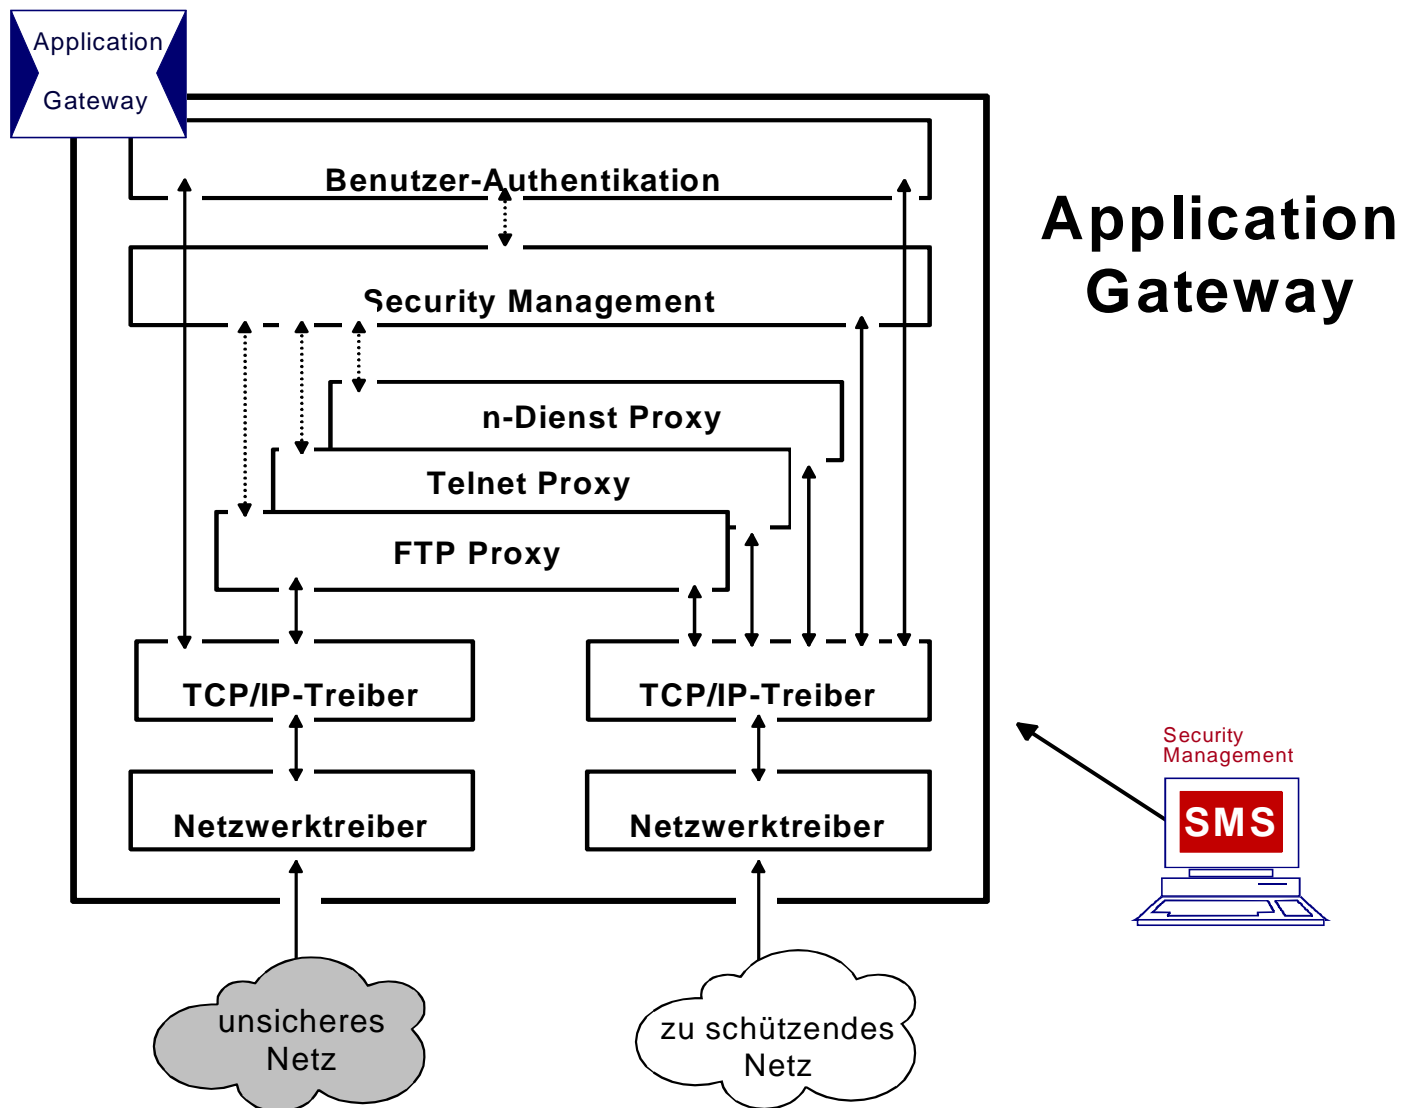 Application
Gateway
Benutzer-Authentikation
Security Management
Application
Gateway
n-Dienst Proxy
Telnet Proxy
FTP Proxy
TCP/IP-Treiber
TCP/IP-Treiber
Security
Management
SMS
Netzwerktreiber
Netzwerktreiber
unsicheres
Netz
zu schützendes
Netz